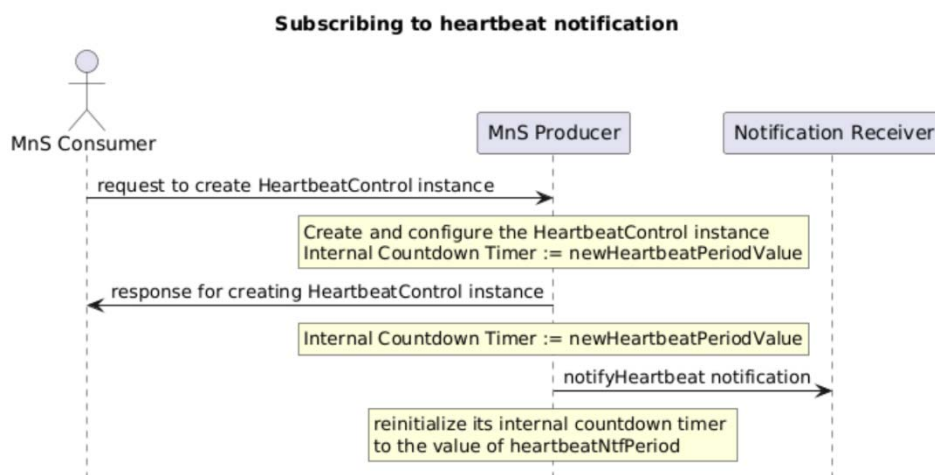 Subscribing to heartbeat notification
MnS Consumer
MnS Producer
Notification Receiver
request to create HeartbeatControl instance
Create and configure the HeartbeatControl instance
Internal Countdown Timer := newHeartbeatPeriodValue
response for creating HeartbeatControl instance
Internal Countdown Timer := newHeartbeatPeriodValue
notifyHeartbeat notification
reinitialize its internal countdown timer
to the value of heartbeatNtfPeriod